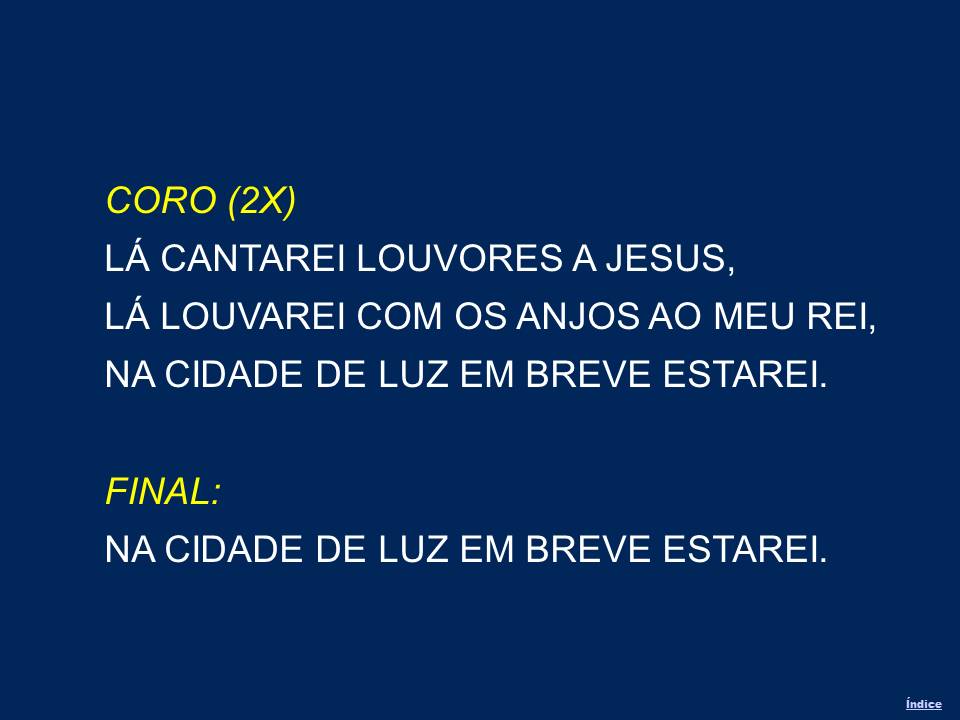 CORO (2X)
LÁ CANTAREI LOUVORES A JESUS,
LÁ LOUVAREI COM OS ANJOS AO MEU REI,
NA CIDADE DE LUZ EM BREVE ESTAREI.
FINAL:
NA CIDADE DE LUZ EM BREVE ESTAREI.
Índice